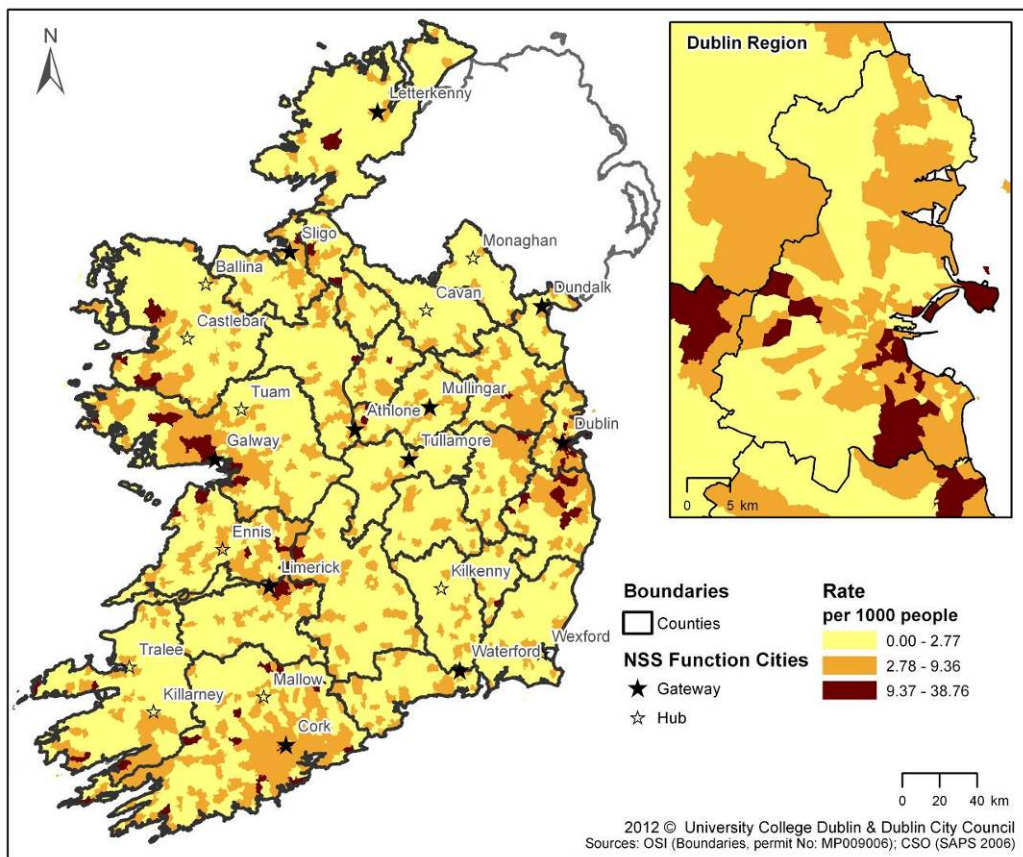 N
Letterkenny
Sligo
Monaghan
Ballina
Cavan
Dundalk
Castlebar
Tuam
Mullingar
Athlone
Dublin
Galway
Tullamore
Ennis
Limerick
Kilkenny
Wexford
Tralee
Waterford
Killarney
Mallow
Cork
Dublin Region
0 5 km
Boundaries
Counties
NSS Function Cities
Gateway
Hub
Rate
per 1000 people
0.00 - 2.77
2.78 - 9.36
9.37 - 38.76
0 20 40 km
2012 © University College Dublin & Dublin City Council
Sources: OSI (Boundaries, permit No: MP009006); CSO (SAPS 2006)